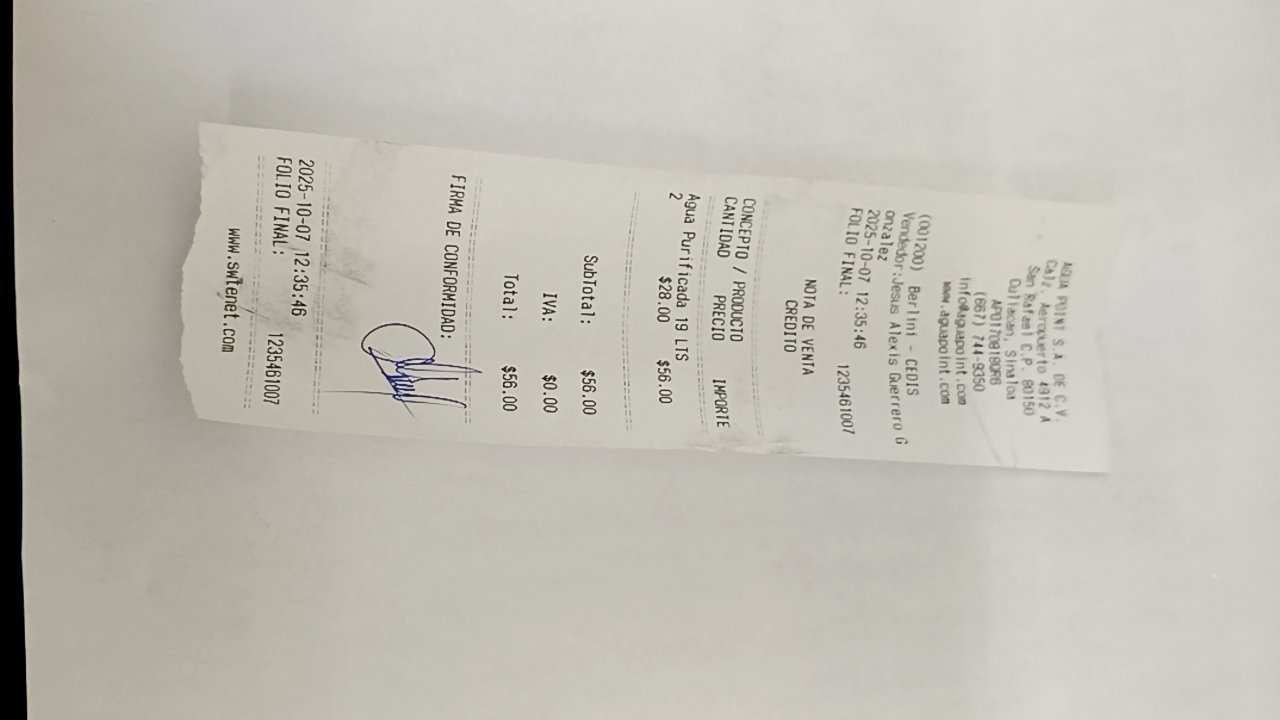 AGUA POINT S.A. DE C.V.
Calz. Aeropuerto 4912 A
San Rafael C.P. 80150
Culiacan, Sinaloa
(667) 744 9350
info@aguapoint.com
www.aguapoint.com
(001200) Berlini - CEDIS
Vendedor:Jesus Alexis Guerrero G
onzalez
2025-10-07 12:35:46
FOLIO FINAL: 1235461007
NOTA DE VENTA
CREDITO
CONCEPTO / PRODUCTO
CANTIDAD PRECIO IMPORTE
Agua Purificada 19 LTS
2 $28.00 $56.00
SubTotal: $56.00
IVA: $0.00
Total: $56.00
FIRMA DE CONFORMIDAD:
2025-10-07 12:35:46
FOLIO FINAL: 1235461007
www.switenet.com